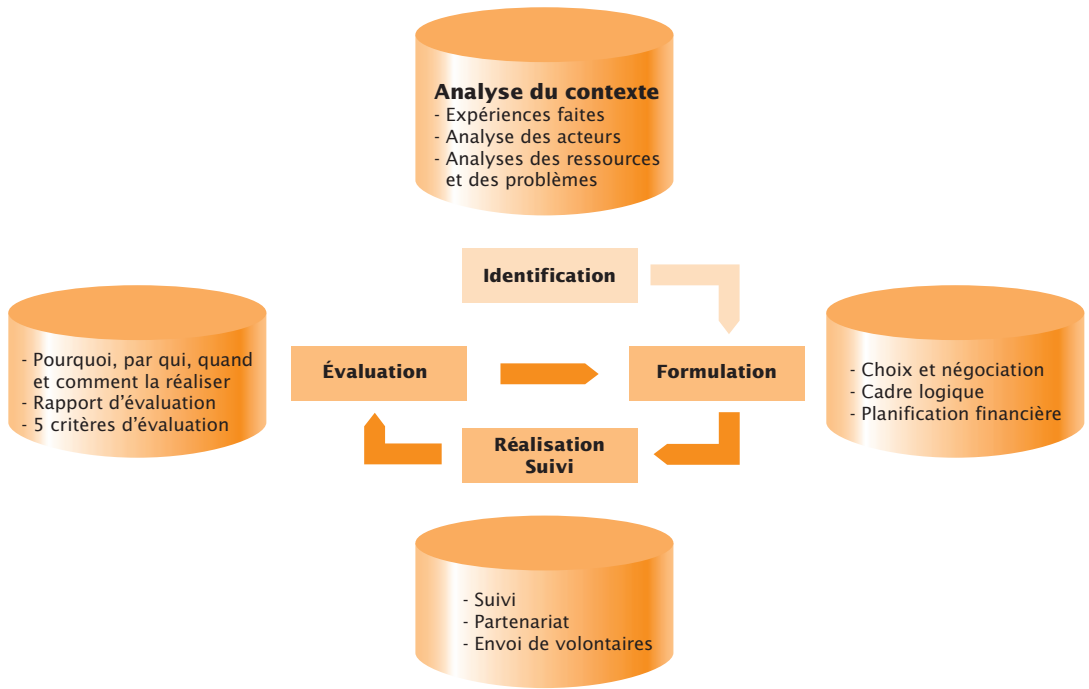 Analyse du contexte
- Expériences faites
- Analyse des acteurs
- Analyses des ressources
et des problèmes
Identification
- Pourquoi, par qui, quand
et comment la réaliser
- Rapport d’évaluation
- 5 critères d’évaluation
Évaluation
Formulation
- Choix et négociation
- Cadre logique
- Planification financière
Réalisation
Suivi
- Suivi
- Partenariat
- Envoi de volontaires